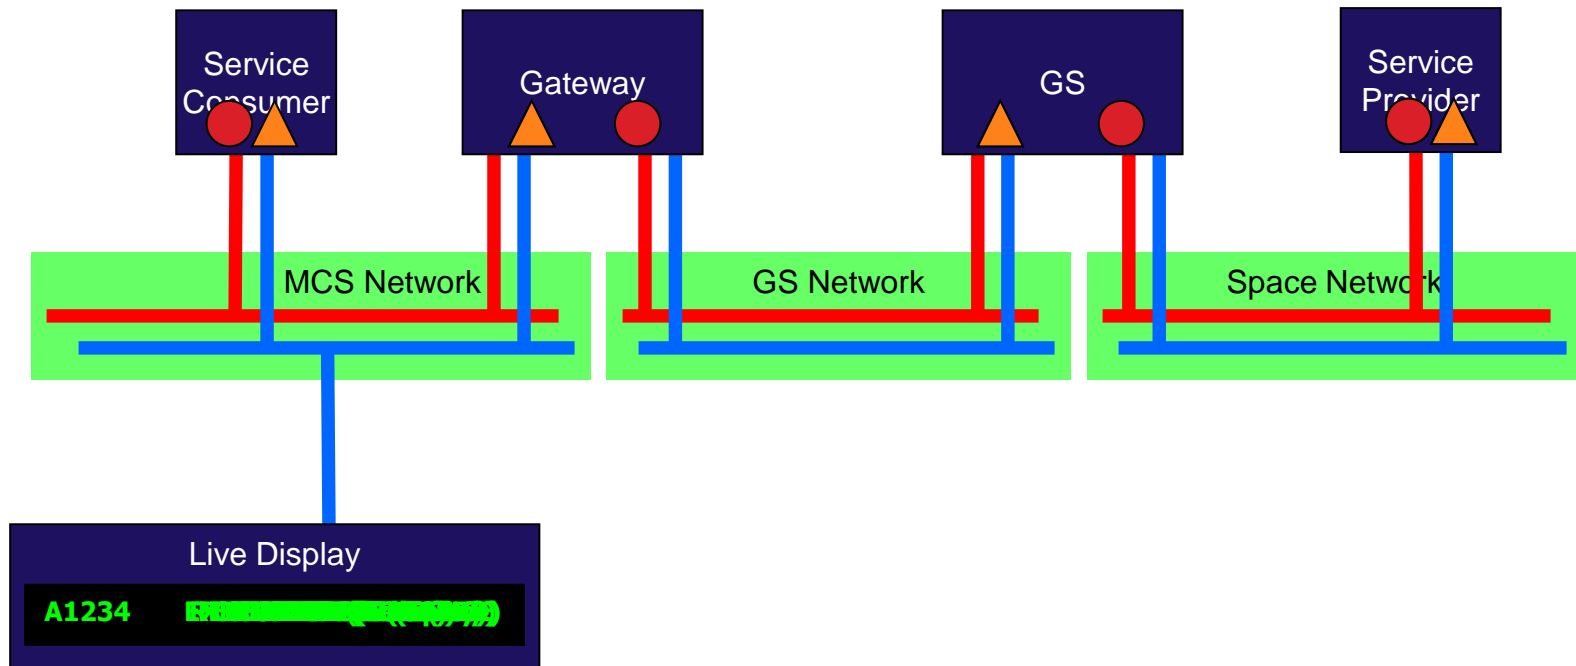 Service
Consumer
Gateway
GS
Service
Provider
MCS Network
GS Network
Space Network
Live Display
A1234